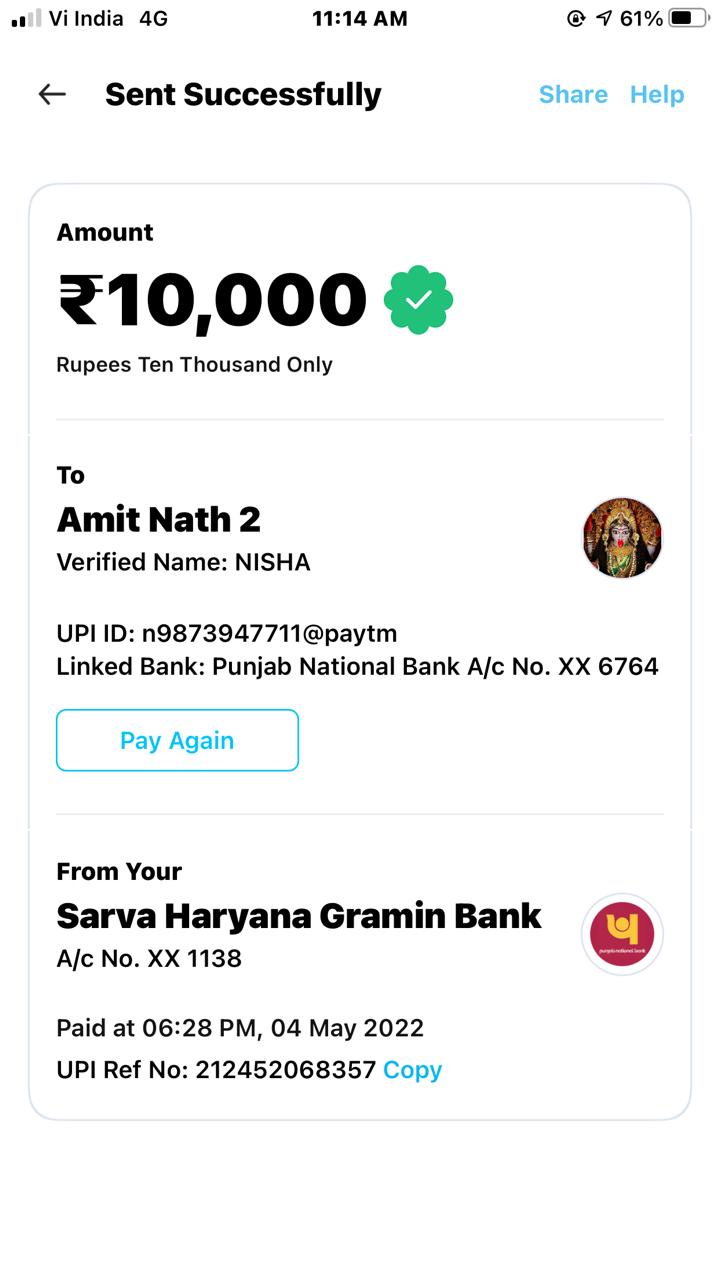 Vi India 4G 11:14 AM 61%
Sent Successfully Share Help
Amount
₹10,000
Rupees Ten Thousand Only
To
Amit Nath 2
Verified Name: NISHA
UPI ID: n9873947711@paytm
Linked Bank: Punjab National Bank A/c No. XX 6764
Pay Again
From Your
Sarva Haryana Gramin Bank
punjab national bank
A/c No. XX 1138
Paid at 06:28 PM, 04 May 2022
UPI Ref No: 212452068357 Copy